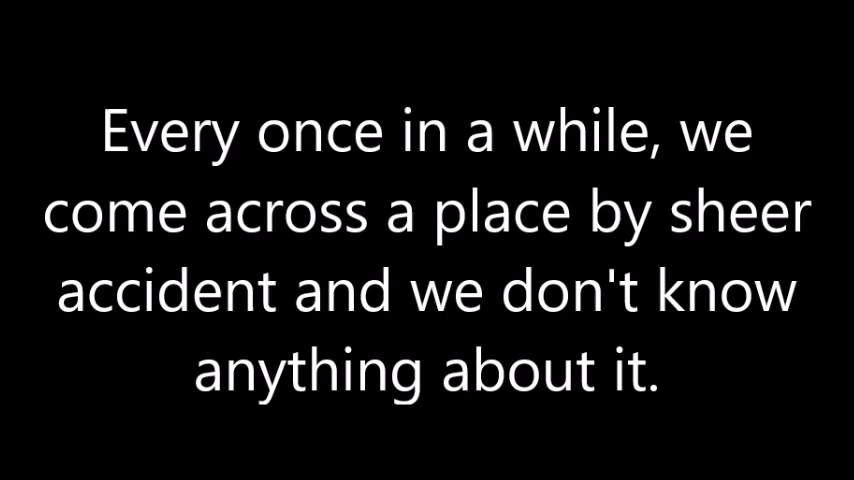 Every once in a while, we
come across a place by sheer
accident and we don't know
anything about it.